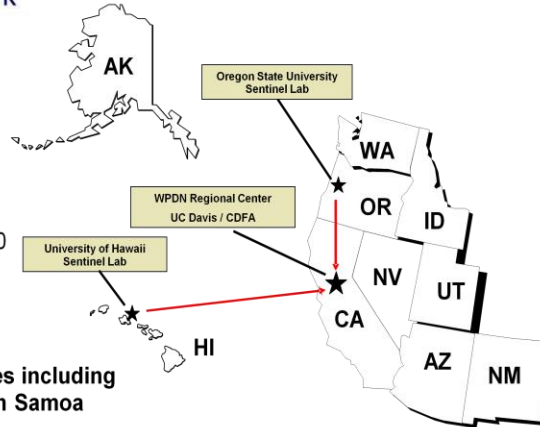 R
AK
Oregon State University
Sentinel Lab
WA
WPDN Regional Center
UC Davis / CDFA
OR
ID
0
University of Hawaii
Sentinel Lab
NV
UT
CA
HI
AZ
NM
es including
n Samoa